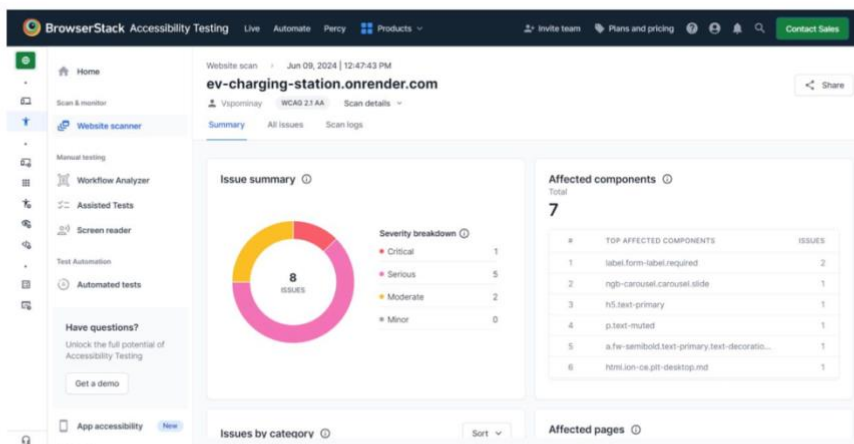 BrowserStack Accessibility Testing Live Automate Percy Products Invite team Plans and pricing Contact Sales
Home
Scan & monitor
Website scanner
Manual testing
Workflow Analyzer
Assisted Tests
Screen reader
Test Automation
Automated tests
Have questions?
Unlock the full potential of
Accessibility Testing
Get a demo
App accessibility New
Website scan Jun 09, 2024 | 12:47:43 PM
ev-charging-station.onrender.com
Share
Vspominay WCAG 2.1 AA Scan details
Summary All issues Scan logs
Issue summary
8
ISSUES
Severity breakdown
Critical 1
Serious 5
Moderate 2
Minor 0
Affected components
Total
7
# TOP AFFECTED COMPONENTS ISSUES
1 label.form-label.required 2
2 ngb-carousel.carousel.slide 1
3 h5.text-primary 1
4 p.text-muted 1
5 a.fw-semibold.text-primary.text-decoratio... 1
6 html.ion-ce.plt-desktop.md 1
Issues by category Sort
Affected pages